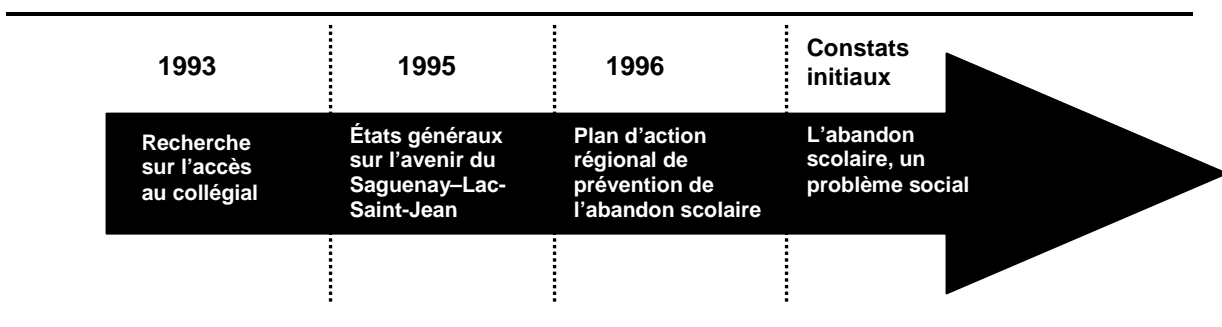 1993
1995
1996
Constats
initiaux
Recherche
sur l’accès
au collégial
États généraux
sur l’avenir du
Saguenay–Lac-
Saint-Jean
Plan d’action
régional de
prévention de
l’abandon scolaire
L’abandon
scolaire, un
problème social